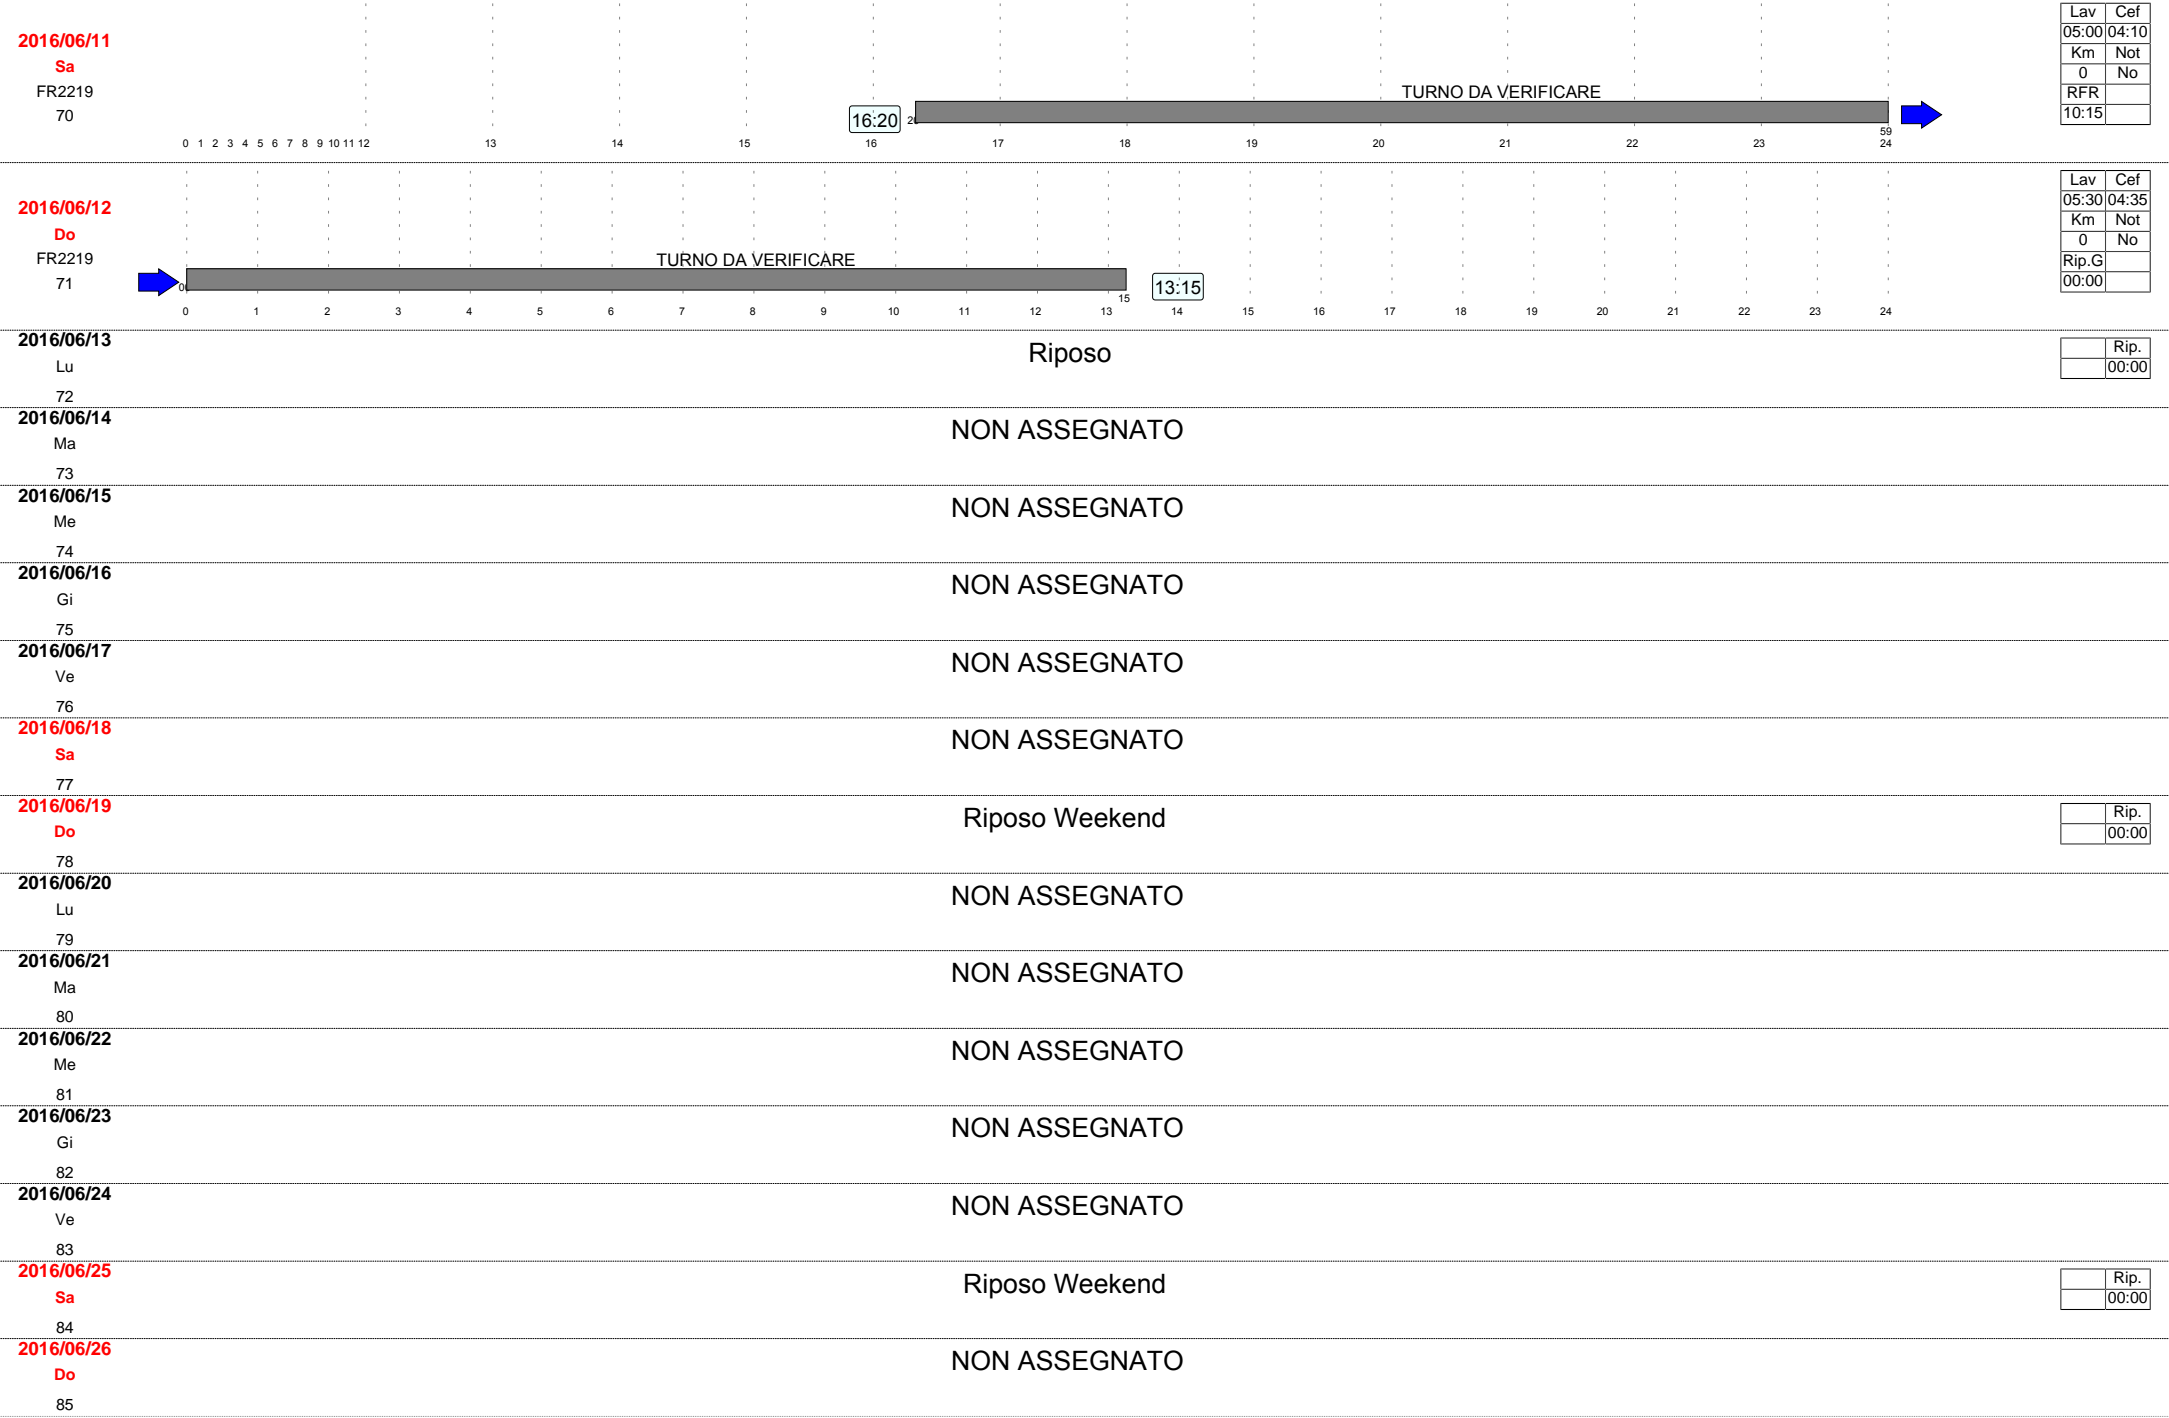 2016/06/11
Sa
FR2219
70
16:20
20
TURNO DA VERIFICARE
59
0 1 2 3 4 5 6 7 8 9 10 11 12 13 14 15 16 17 18 19 20 21 22 23 24
Lav Cef
05:00 04:10
Km Not
0 No
RFR
10:15
2016/06/12
Do
FR2219
71
TURNO DA VERIFICARE
15
13:15
0 1 2 3 4 5 6 7 8 9 10 11 12 13 14 15 16 17 18 19 20 21 22 23 24
Lav Cef
05:30 04:35
Km Not
0 No
Rip.G
00:00
2016/06/13
Lu
72
Riposo
Rip.
00:00
2016/06/14
Ma
73
NON ASSEGNATO
2016/06/15
Me
74
NON ASSEGNATO
2016/06/16
Gi
75
NON ASSEGNATO
2016/06/17
Ve
76
NON ASSEGNATO
2016/06/18
Sa
77
NON ASSEGNATO
2016/06/19
Do
78
Riposo Weekend
Rip.
00:00
2016/06/20
Lu
79
NON ASSEGNATO
2016/06/21
Ma
80
NON ASSEGNATO
2016/06/22
Me
81
NON ASSEGNATO
2016/06/23
Gi
82
NON ASSEGNATO
2016/06/24
Ve
83
NON ASSEGNATO
2016/06/25
Sa
84
Riposo Weekend
Rip.
00:00
2016/06/26
Do
85
NON ASSEGNATO